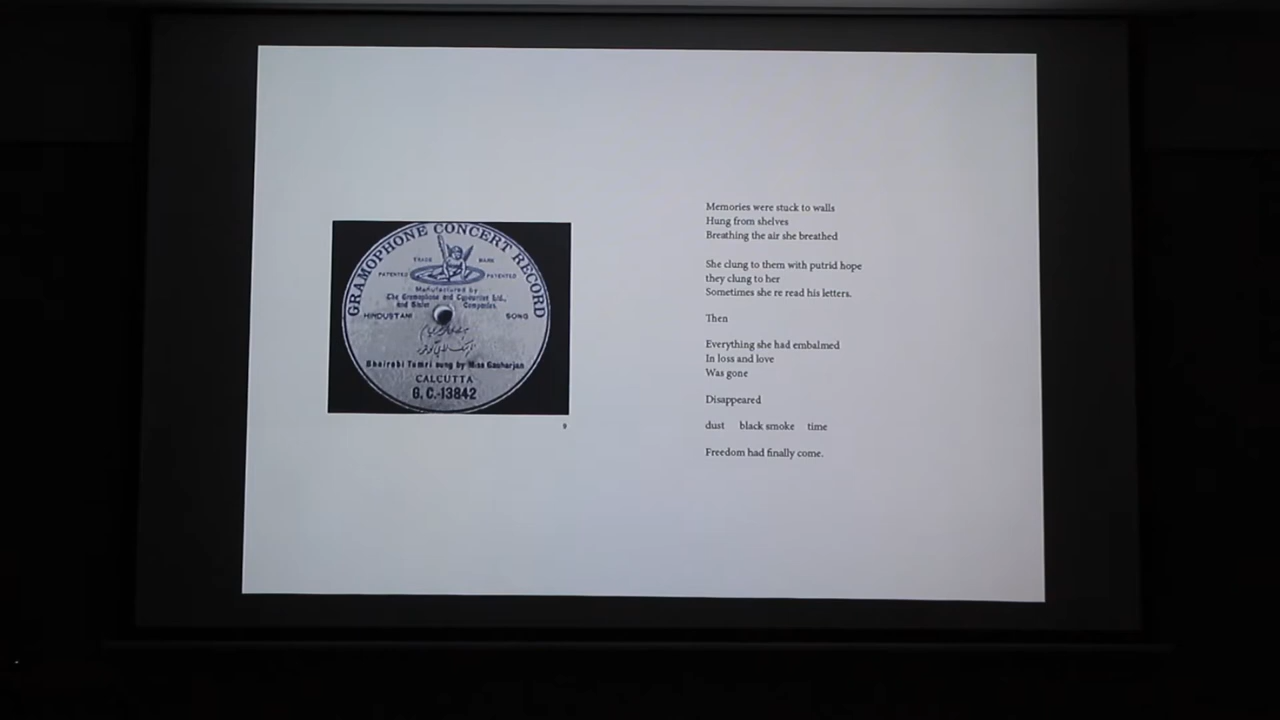 GRAMOPHONE CONCERT RECORD
TRADE MARK
PATENTED PATENTED
Manufactured by
The Gramophone and Typewriter Ltd.,
And Sister Companies.
HINDUSTANI SONG
Bhairabi Tumri sung by Miss Gauharjan
CALCUTTA
G.C.-13842
9
Memories were stuck to walls
Hung from shelves
Breathing the air she breathed
She clung to them with putrid hope
they clung to her
Sometimes she re read his letters.
Then
Everything she had embalmed
In loss and love
Was gone
Disappeared
dust black smoke time
Freedom had finally come.